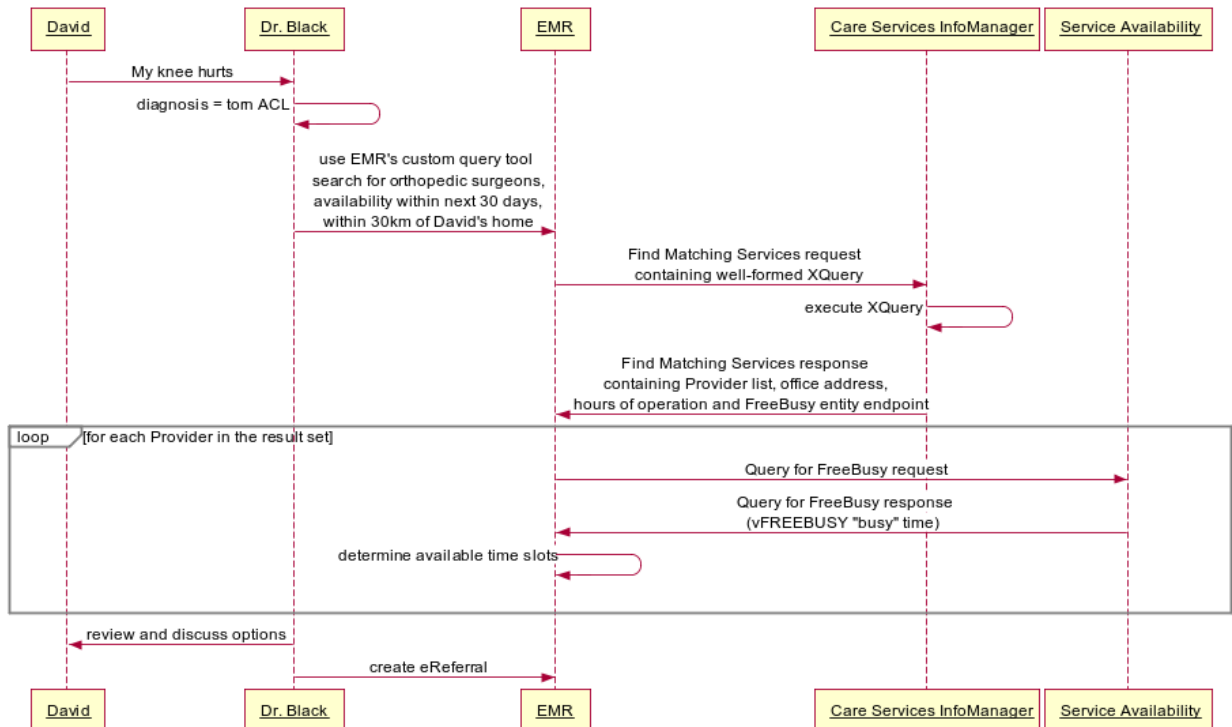 David
Dr. Black
EMR
Care Services InfoManager
Service Availability
My knee hurts
diagnosis = torn ACL
use EMR's custom query tool
search for orthopedic surgeons,
availability within next 30 days,
within 30km of David's home
Find Matching Services request
containing well-formed XQuery
execute XQuery
Find Matching Services response
containing Provider list, office address,
hours of operation and FreeBusy entity endpoint
loop [for each Provider in the result set]
Query for FreeBusy request
Query for FreeBusy response
(vFREEBUSY "busy" time)
determine available time slots
review and discuss options
create eReferral
David
Dr. Black
EMR
Care Services InfoManager
Service Availability